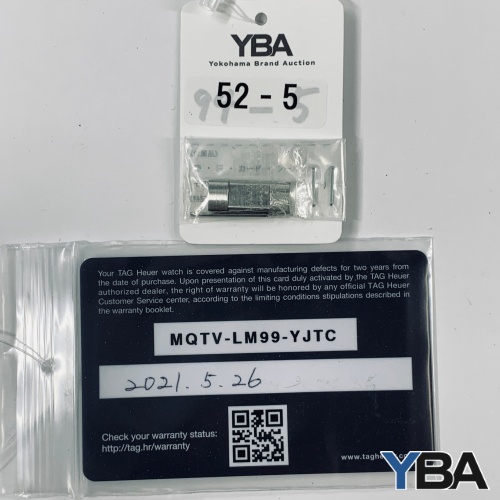 YBA
Yokohama Brand Auction
52 - 5
Your TAG Heuer watch is covered against manufacturing defects for two years from
the date of purchase. Upon presentation of this card duly activated by the TAG Heuer
authorized dealer, the right of warranty will be honored by any official TAG Heuer
Customer Service center, according to the limiting conditions stipulations described in
the warranty booklet.
MQTV-LM99-YJTC
2021.5.26
Check your warranty status:
http://tag.hr/warranty
www.taghe
YBA